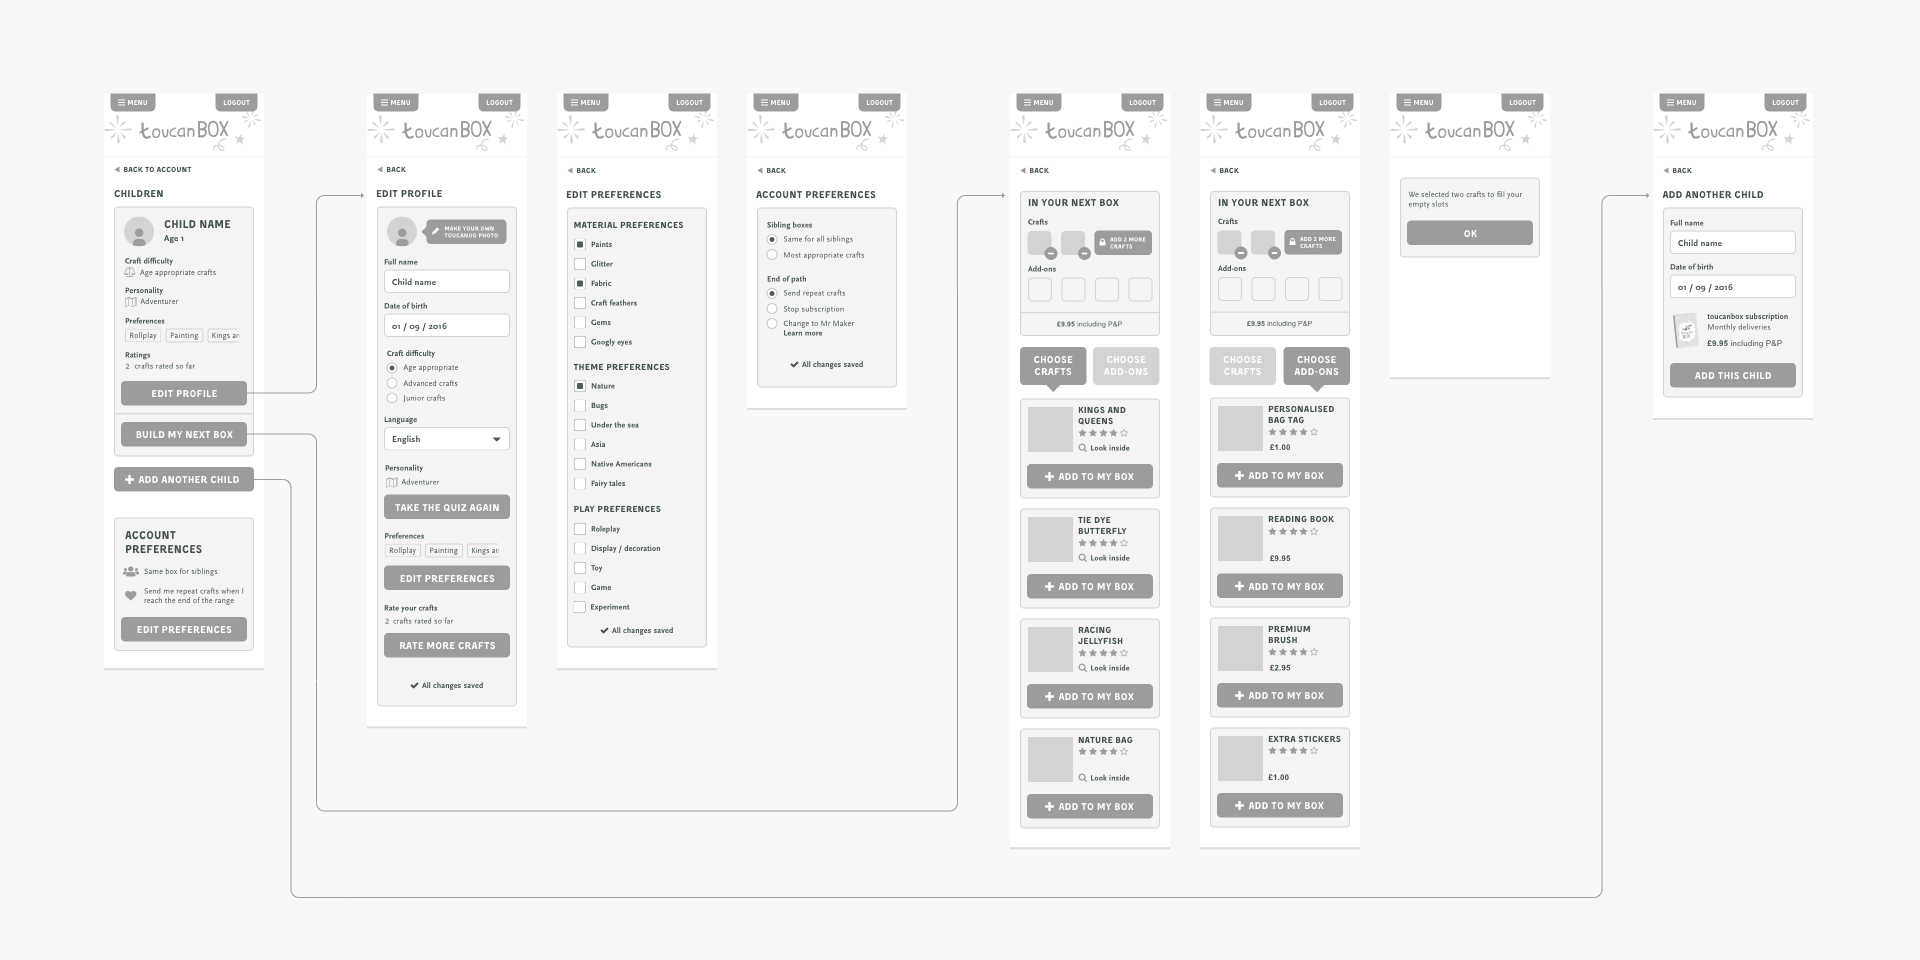 MENU
LOGOUT
toucanBOX
BACK TO ACCOUNT
CHILDREN
CHILD NAME
Age 1
Craft difficulty
Age appropriate crafts
Personality
Adventurer
Preferences
Rollplay
Painting
Kings an
Ratings
2 crafts rated so far
EDIT PROFILE
BUILD MY NEXT BOX
ADD ANOTHER CHILD
ACCOUNT
PREFERENCES
Same box for siblings
Send me repeat crafts when I
reach the end of the range
EDIT PREFERENCES
MENU
LOGOUT
toucanBOX
BACK
EDIT PROFILE
MAKE YOUR OWN
TOUCANOO PHOTO
Full name
Child name
Date of birth
01 / 09 / 2016
Craft difficulty
Age appropriate
Advanced crafts
Junior crafts
Language
English
Personality
Adventurer
TAKE THE QUIZ AGAIN
Preferences
Rollplay
Painting
Kings an
EDIT PREFERENCES
Rate your crafts
2 crafts rated so far
RATE MORE CRAFTS
All changes saved
MENU
LOGOUT
toucanBOX
BACK
EDIT PREFERENCES
MATERIAL PREFERENCES
Paints
Glitter
Fabric
Craft feathers
Gems
Googly eyes
THEME PREFERENCES
Nature
Bugs
Under the sea
Asia
Native Americans
Fairy tales
PLAY PREFERENCES
Roleplay
Display / decoration
Toy
Game
Experiment
All changes saved
MENU
LOGOUT
toucanBOX
BACK
ACCOUNT PREFERENCES
Sibling boxes
Same for all siblings
Most appropriate crafts
End of path
Send repeat crafts
Stop subscription
Change to Mr Maker
Learn more
All changes saved
MENU
LOGOUT
toucanBOX
BACK
IN YOUR NEXT BOX
Crafts
ADD 2 MORE
CRAFTS
Add-ons
£9.95 including P&P
CHOOSE
CRAFTS
CHOOSE
ADD-ONS
KINGS AND
QUEENS
Look inside
ADD TO MY BOX
TIE DYE
BUTTERFLY
Look inside
ADD TO MY BOX
RACING
JELLYFISH
Look inside
ADD TO MY BOX
NATURE BAG
Look inside
ADD TO MY BOX
MENU
LOGOUT
toucanBOX
BACK
IN YOUR NEXT BOX
Crafts
ADD 2 MORE
CRAFTS
Add-ons
£9.95 including P&P
CHOOSE
CRAFTS
CHOOSE
ADD-ONS
PERSONALISED
BAG TAG
£1.00
ADD TO MY BOX
READING BOOK
£9.95
ADD TO MY BOX
PREMIUM
BRUSH
£2.95
ADD TO MY BOX
EXTRA STICKERS
£1.00
ADD TO MY BOX
MENU
LOGOUT
toucanBOX
We selected two crafts to fill your
empty slots
OK
MENU
LOGOUT
toucanBOX
BACK
ADD ANOTHER CHILD
Full name
Child name
Date of birth
01 / 09 / 2016
toucanbox subscription
Monthly deliveries
£9.95 including P&P
ADD THIS CHILD